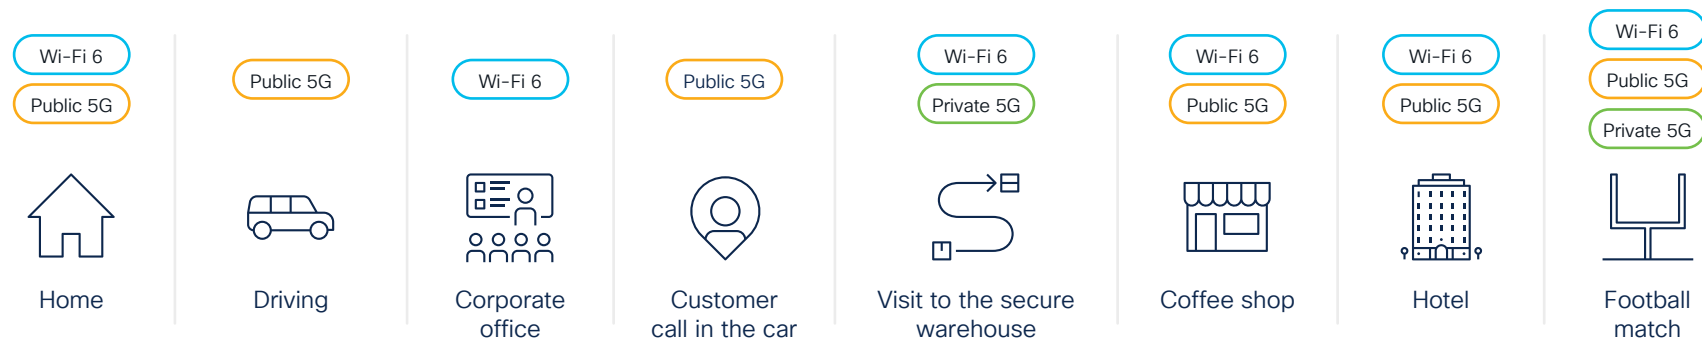 Wi-Fi 6
Public 5G
Home
Public 5G
Driving
Wi-Fi 6
Corporate
office
Public 5G
Customer
call in the car
Wi-Fi 6
Private 5G
Visit to the secure
warehouse
Wi-Fi 6
Public 5G
Coffee shop
Wi-Fi 6
Public 5G
Hotel
Wi-Fi 6
Public 5G
Private 5G
Football
match